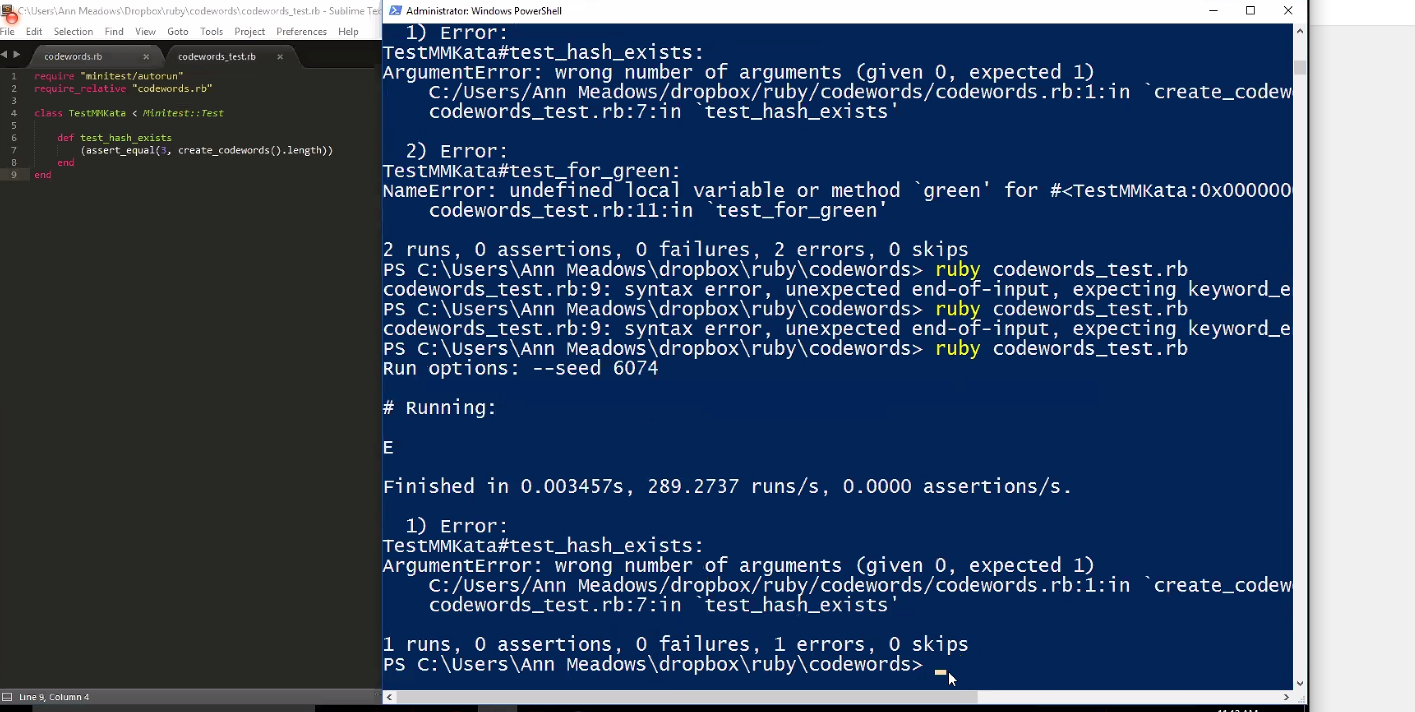 C:\Users\Ann Meadows\Dropbox\ruby\codewords\codewords_test.rb - Sublime Te
File Edit Selection Find View Goto Tools Project Preferences Help
codewords.rb × codewords_test.rb ×
1 require "minitest/autorun"
2 require_relative "codewords.rb"
3
4 class TestMMKata < Minitest::Test
5
6 def test_hash_exists
7 (assert_equal(3, create_codewords().length))
8 end
9 end
Line 9, Column 4
Administrator: Windows PowerShell
1) Error:
TestMMKata#test_hash_exists:
ArgumentError: wrong number of arguments (given 0, expected 1)
C:/Users/Ann Meadows/dropbox/ruby/codewords/codewords.rb:1:in `create_codew
codewords_test.rb:7:in `test_hash_exists'
2) Error:
TestMMKata#test_for_green:
NameError: undefined local variable or method `green' for #<TestMMKata:0x000000
codewords_test.rb:11:in `test_for_green'
2 runs, 0 assertions, 0 failures, 2 errors, 0 skips
PS C:\Users\Ann Meadows\dropbox\ruby\codewords> ruby codewords_test.rb
codewords_test.rb:9: syntax error, unexpected end-of-input, expecting keyword_e
PS C:\Users\Ann Meadows\dropbox\ruby\codewords> ruby codewords_test.rb
codewords_test.rb:9: syntax error, unexpected end-of-input, expecting keyword_e
PS C:\Users\Ann Meadows\dropbox\ruby\codewords> ruby codewords_test.rb
Run options: --seed 6074
# Running:
E
Finished in 0.003457s, 289.2737 runs/s, 0.0000 assertions/s.
1) Error:
TestMMKata#test_hash_exists:
ArgumentError: wrong number of arguments (given 0, expected 1)
C:/Users/Ann Meadows/dropbox/ruby/codewords/codewords.rb:1:in `create_codew
codewords_test.rb:7:in `test_hash_exists'
1 runs, 0 assertions, 0 failures, 1 errors, 0 skips
PS C:\Users\Ann Meadows\dropbox\ruby\codewords>